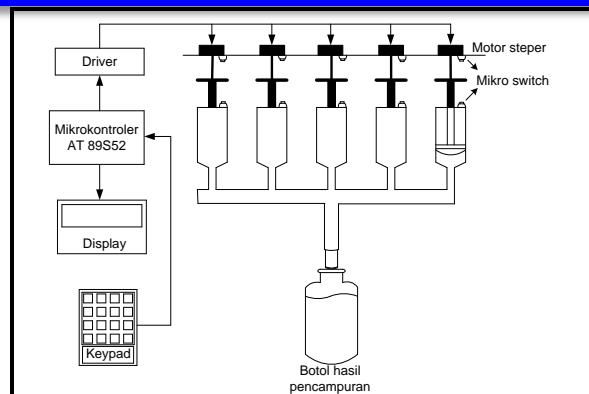 Motor steper
Mikro switch
Driver
Mikrokontroler
AT 89S52
Display
Keypad
Botol hasil
pencampuran